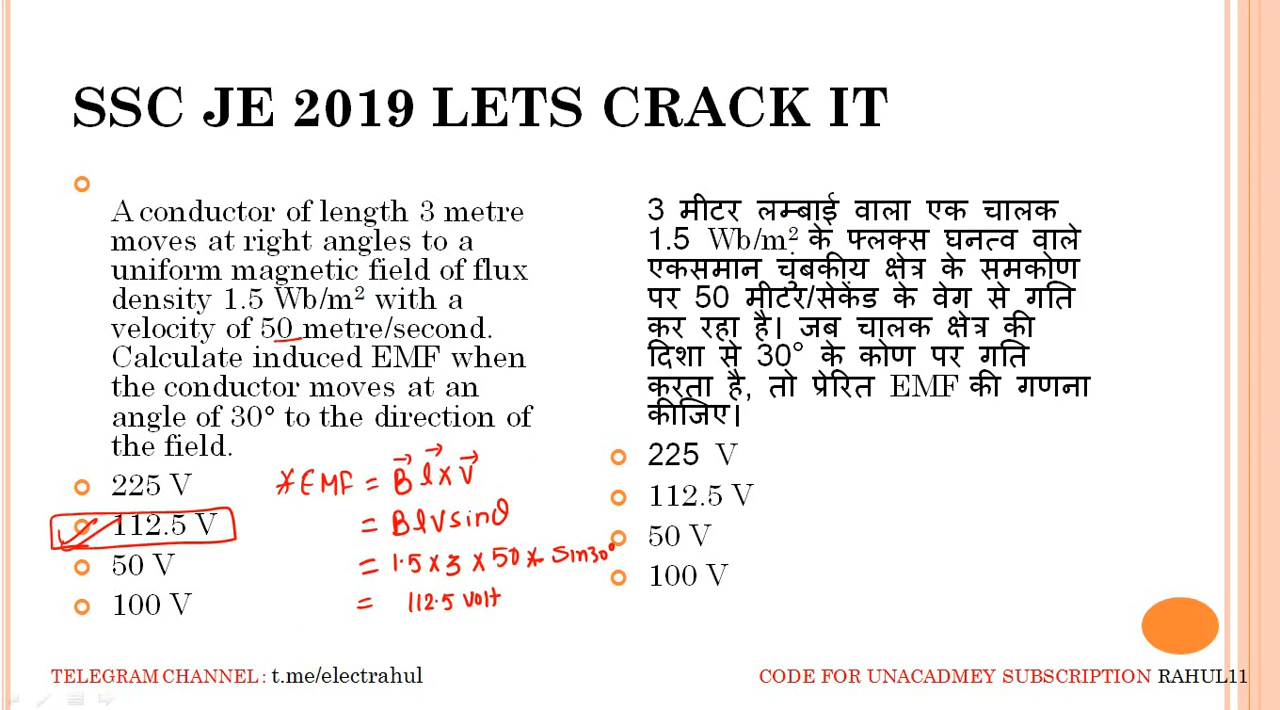 SSC JE 2019 LETS CRACK IT
A conductor of length 3 metre
moves at right angles to a
uniform magnetic field of flux
density 1.5 Wb/m² with a
velocity of 50 metre/second.
Calculate induced EMF when
the conductor moves at an
angle of 30° to the direction of
the field.
225 V
112.5 V
50 V
100 V
*EMF = B⃗ l⃗ × V⃗
= BlVsinθ
= 1.5 × 3 × 50 * Sin30°
= 112.5 volt
3 मीटर लम्बाई वाला एक चालक
1.5 Wb/m² के फ्लक्स घनत्व वाले
एकसमान चुंबकीय क्षेत्र के समकोण
पर 50 मीटर/सेकेंड के वेग से गति
कर रहा है। जब चालक क्षेत्र की
दिशा से 30° के कोण पर गति
करता है, तो प्रेरित EMF की गणना
कीजिए।
225 V
112.5 V
50 V
100 V
TELEGRAM CHANNEL: t.me/electrahul
CODE FOR UNACADMEY SUBSCRIPTION RAHUL11